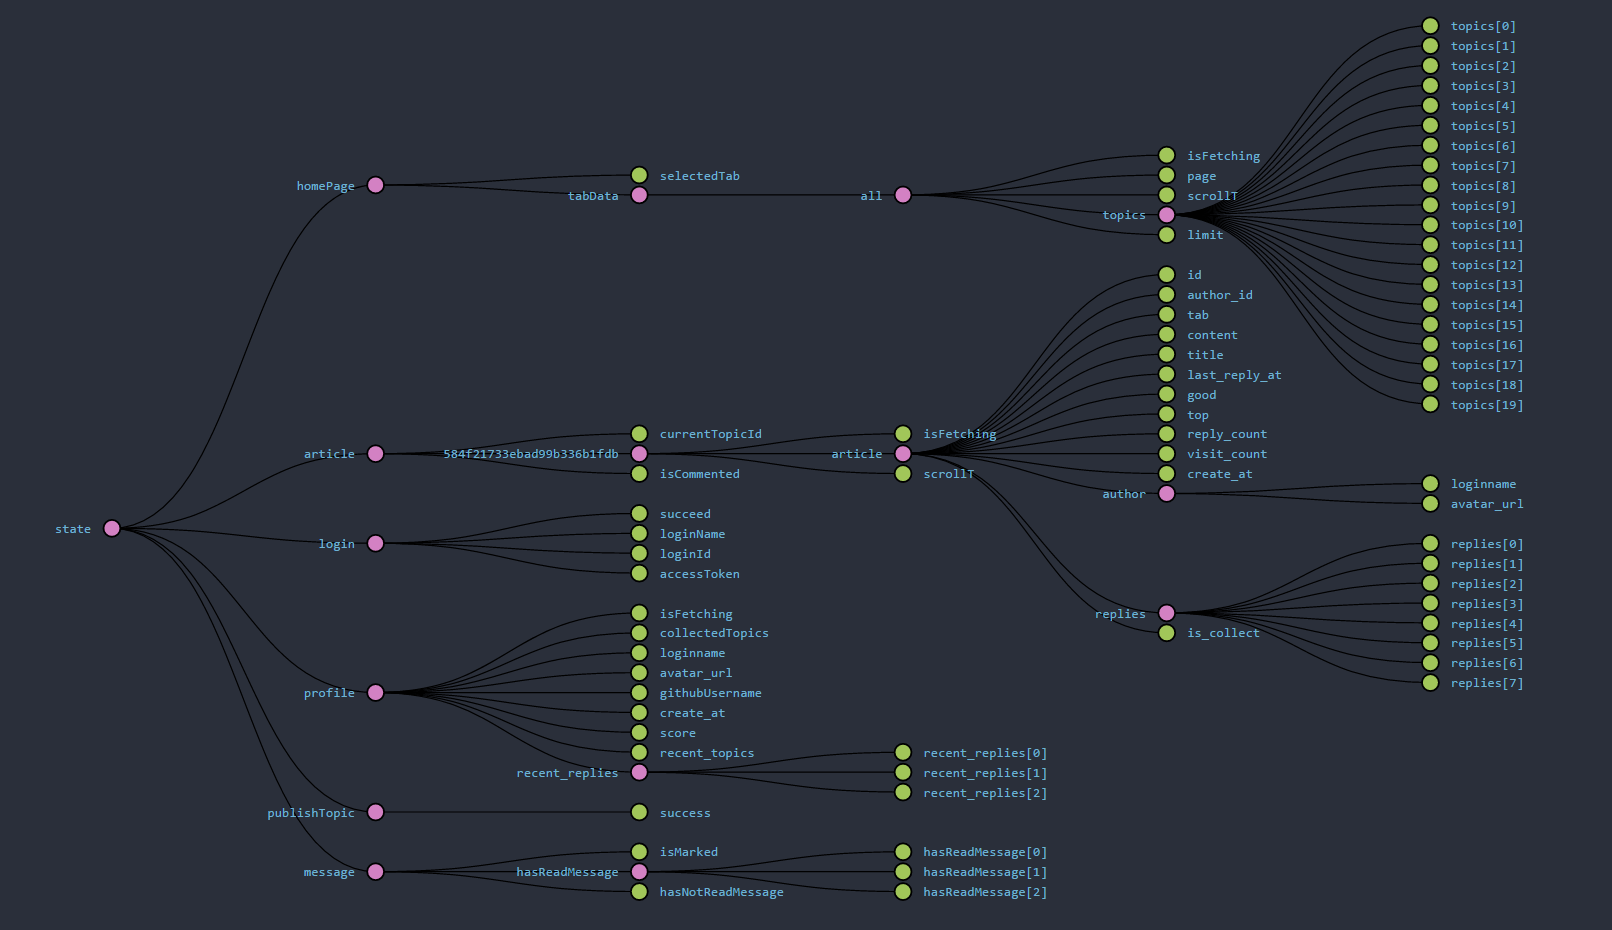 topics[0]
topics[1]
topics[2]
topics[3]
topics[4]
topics[5]
topics[6]
isFetching
topics[7]
selectedTab
page
homePage
topics[8]
tabData
all
scrollT
topics[9]
topics
topics[10]
limit
topics[11]
topics[12]
id
topics[13]
author_id
topics[14]
tab
topics[15]
content
topics[16]
title
topics[17]
last_reply_at
topics[18]
good
topics[19]
top
currentTopicId
isFetching
reply_count
article
584f21733ebad99b336b1fdb
article
visit_count
isCommented
scrollT
create_at
loginname
author
avatar_url
succeed
state
loginName
login
replies[0]
loginId
replies[1]
accessToken
replies[2]
replies[3]
isFetching
replies
replies[4]
collectedTopics
is_collect
replies[5]
loginname
replies[6]
avatar_url
replies[7]
profile
githubUsername
create_at
score
recent_topics
recent_replies[0]
recent_replies
recent_replies[1]
recent_replies[2]
publishTopic
success
isMarked
hasReadMessage[0]
message
hasReadMessage
hasReadMessage[1]
hasNotReadMessage
hasReadMessage[2]